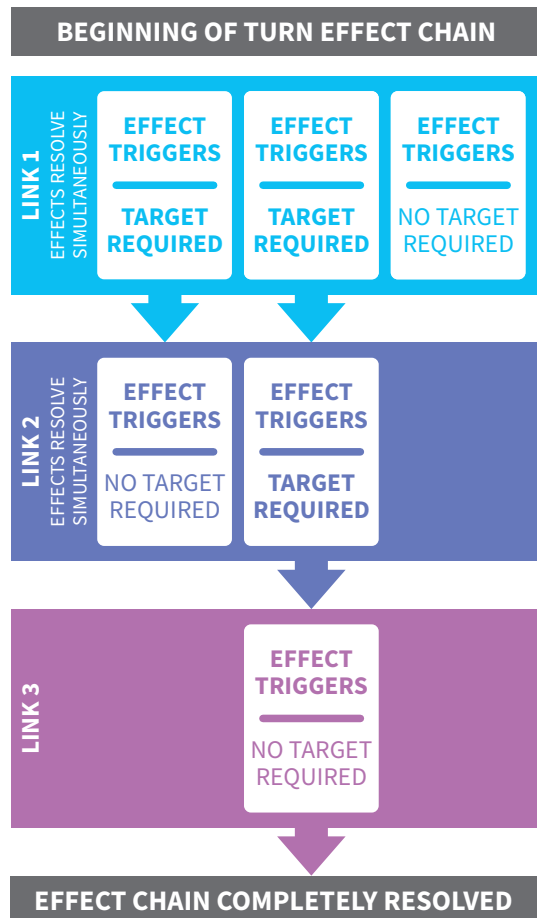 BEGINNING OF TURN EFFECT CHAIN
LINK 1
EFFECTS RESOLVE
SIMULTANEOUSLY
EFFECT
TRIGGERS
TARGET
REQUIRED
EFFECT
TRIGGERS
TARGET
REQUIRED
EFFECT
TRIGGERS
NO TARGET
REQUIRED
LINK 2
EFFECTS RESOLVE
SIMULTANEOUSLY
EFFECT
TRIGGERS
NO TARGET
REQUIRED
EFFECT
TRIGGERS
TARGET
REQUIRED
LINK 3
EFFECT
TRIGGERS
NO TARGET
REQUIRED
EFFECT CHAIN COMPLETELY RESOLVED